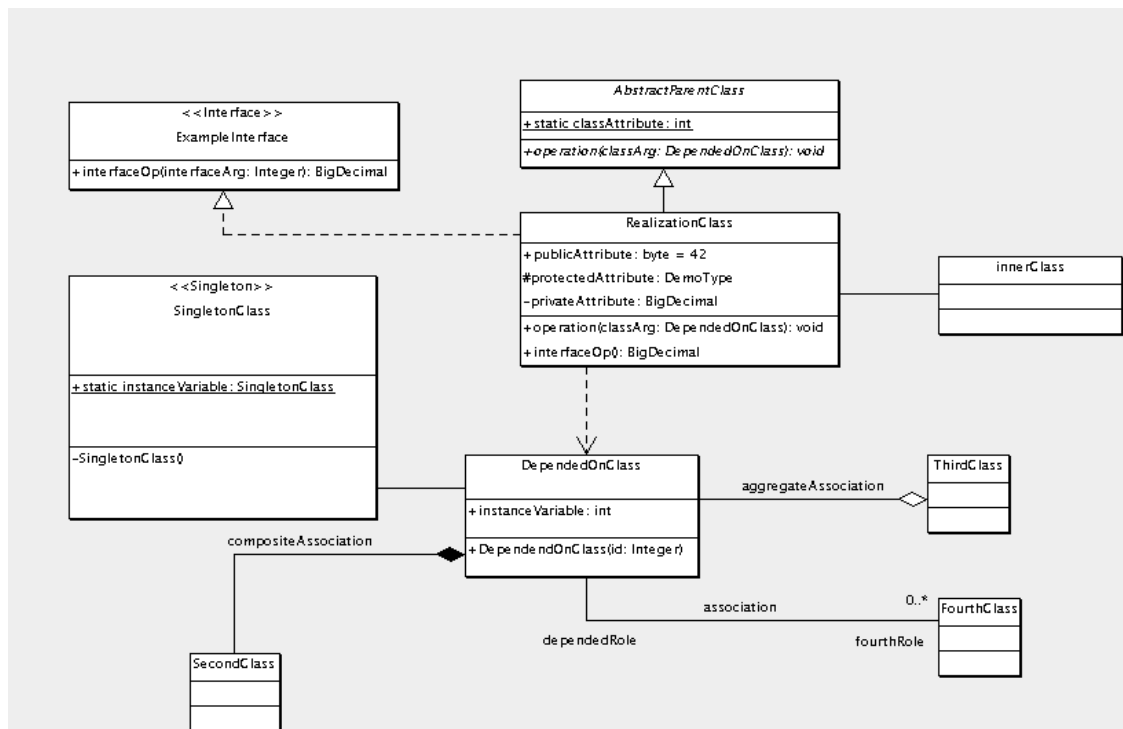 <<Interface>>
ExampleInterface
+interfaceOp(interfaceArg: Integer): BigDecimal
AbstractParentClass
+static classAttribute: int
+operation(classArg: DependedOnClass): void
RealizationClass
+publicAttribute: byte = 42
#protectedAttribute: DemoType
-privateAttribute: BigDecimal
+operation(classArg: DependedOnClass): void
+interfaceOp(): BigDecimal
innerClass
<<Singleton>>
SingletonClass
+static instanceVariable: SingletonClass
-SingletonClass()
DependedOnClass
+instanceVariable: int
+DependendOnClass(id: Integer)
aggregateAssociation
ThirdClass
compositeAssociation
association
0..*
FourthClass
dependedRole
fourthRole
SecondClass